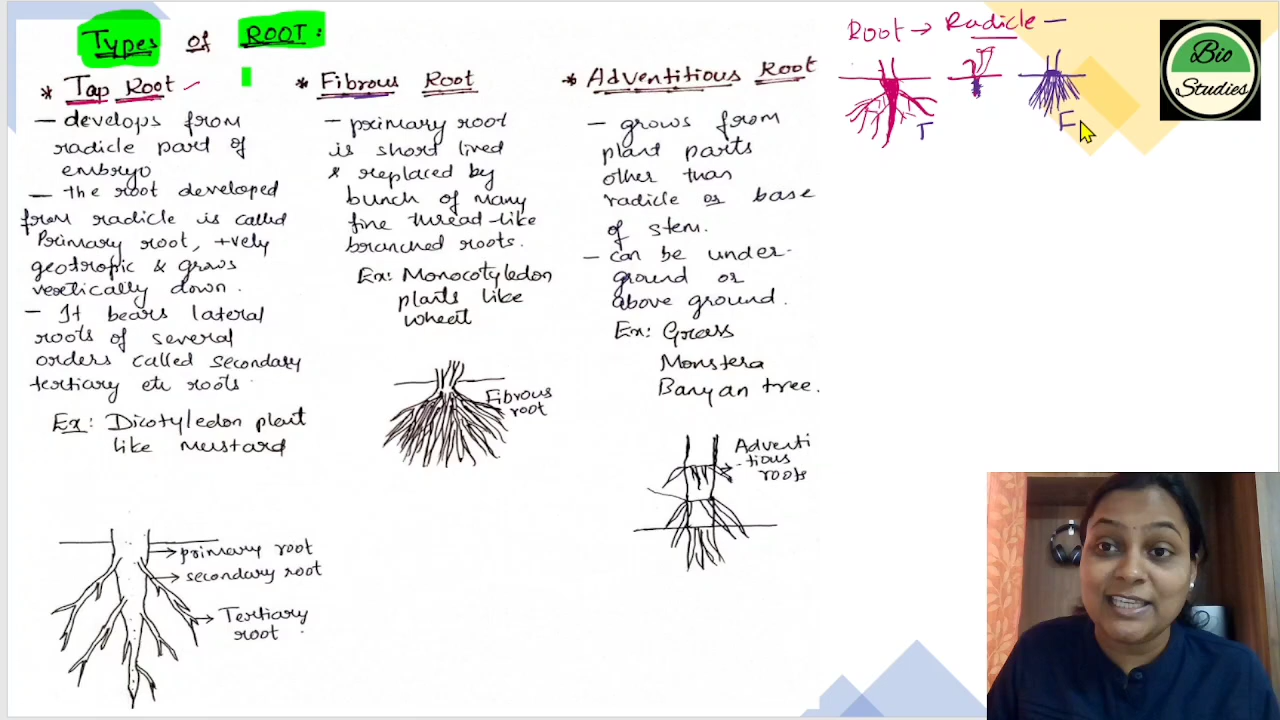 Types of ROOT:
* Tap Root
- develops from
radicle part of
embryo
- The root developed
from radicle is called
Primary root, +vely
geotropic & grows
vertically down.
- It bears lateral
roots of several
orders called secondary
tertiary etc roots.
Ex: Dicotyledon plant
like mustard
primary root
secondary root
Tertiary
root
* Fibrous Root
- primary root
is short lived
& replaced by
bunch of many
fine thread-like
branched roots.
Ex: Monocotyledon
plants like
wheat
Fibrous
root
* Adventitious Root
- grows from
plant parts
other than
radicle or base
of stem.
- can be under-
ground or
above ground.
Ex: Grass
Monstera
Banyan tree.
Adventi
-tious
roots
Root → Radicle -
T
F
Bio
Studies